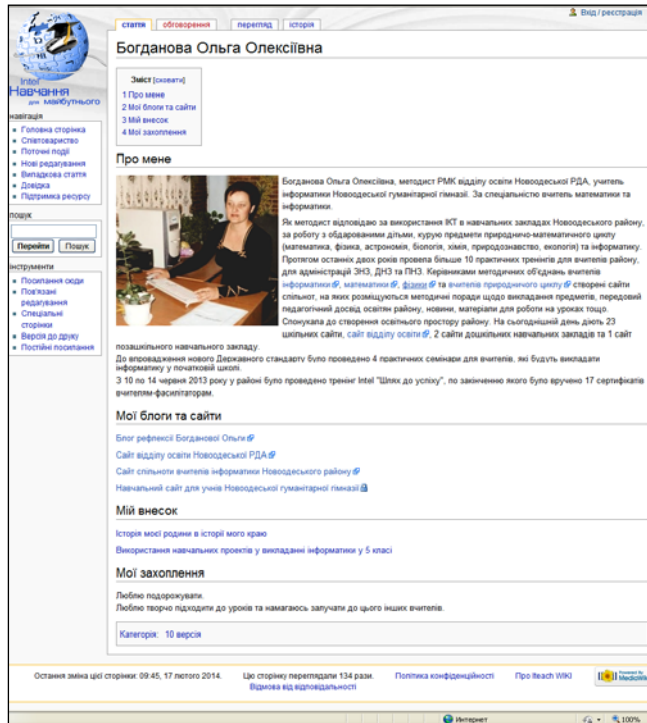 Вхід / реєстрація
стаття
обговорення
перегляд
історія
Богданова Ольга Олексіївна
Зміст [сховати]
1 Про мене
2 Мої блоги та сайти
3 Мій внесок
4 Мої захоплення
intel
Навчання
для майбутнього
навігація
Головна сторінка
Співтовариство
Поточні події
Нові редагування
Випадкова стаття
Довідка
Підтримка ресурсу
пошук
Перейти
Пошук
інструменти
Посилання сюди
Пов'язані
редагування
Спеціальні
сторінки
Версія до друку
Постійні посилання
Про мене
Богданова Ольга Олексіївна, методист РМК відділу освіти Новоодеської РДА, учитель
інформатики Новоодеської гуманітарної гімназії. За спеціальністю вчитель математики та
інформатики.
Як методист відповідаю за використання ІКТ в навчальних закладах Новоодеського району,
за роботу з обдарованими дітьми, курую предмети природничо-математичного циклу
(математика, фізика, астрономія, біологія, хімія, природознавство, екологія) та інформатику.
Протягом останніх двох років провела більше 10 практичних тренінгів для вчителів району,
для адміністрацій ЗНЗ, ДНЗ та ПНЗ. Керівниками методичних об'єднань вчителів
інформатики, математики, фізики та вчителів природничого циклу створені сайти
спільнот, на яких розміщуються методичні поради щодо викладання предметів, передовий
педагогічний досвід освітян району, новини, матеріали для роботи на уроках тощо.
Спонукала до створення освітнього простору району. На сьогоднішній день діють 23
шкільних сайти, сайт відділу освіти, 2 сайти дошкільних навчальних закладів та 1 сайт
позашкільного навчального закладу.
До впровадження нового Державного стандарту було проведено 4 практичних семінари для вчителів, які будуть викладати
інформатику у початковій школі.
З 10 по 14 червня 2013 року у районі було проведено тренінг Intel "Шлях до успіху", по закінченню якого було вручено 17 сертифікатів
вчителям-фасилітаторам.
Мої блоги та сайти
Блог рефлексії Богданової Ольги
Сайт відділу освіти Новоодеської РДА
Сайт спільноти вчителів інформатики Новоодеського району
Навчальний сайт для учнів Новоодеської гуманітарної гімназії
Мій внесок
Історія моєї родини в історії мого краю
Використання навчальних проектів у викладанні інформатики у 5 класі
Мої захоплення
Люблю подорожувати.
Люблю творчо підходити до уроків та намагаюсь залучати до цього інших вчителів.
Категорія: 10 версія
Остання зміна цієї сторінки: 09:45, 17 лютого 2014.
Цю сторінку переглядали 134 рази.
Політика конфіденційності
Про Iteach WIKI
Відмова від відповідальності
Powered By
MediaWiki
Интернет
100%